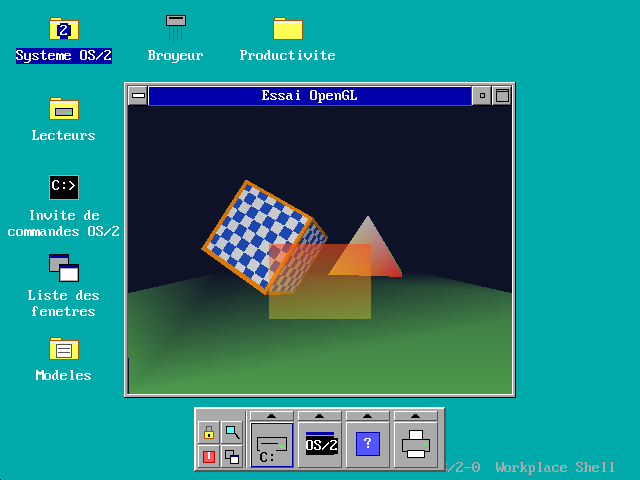 Systeme OS/2
Broyeur
Productivite
Essai OpenGL
Lecteurs
C:>
Invite de
commandes OS/2
Liste des
fenetres
Modeles
C:
OS/2
?
/2-0 Workplace Shell